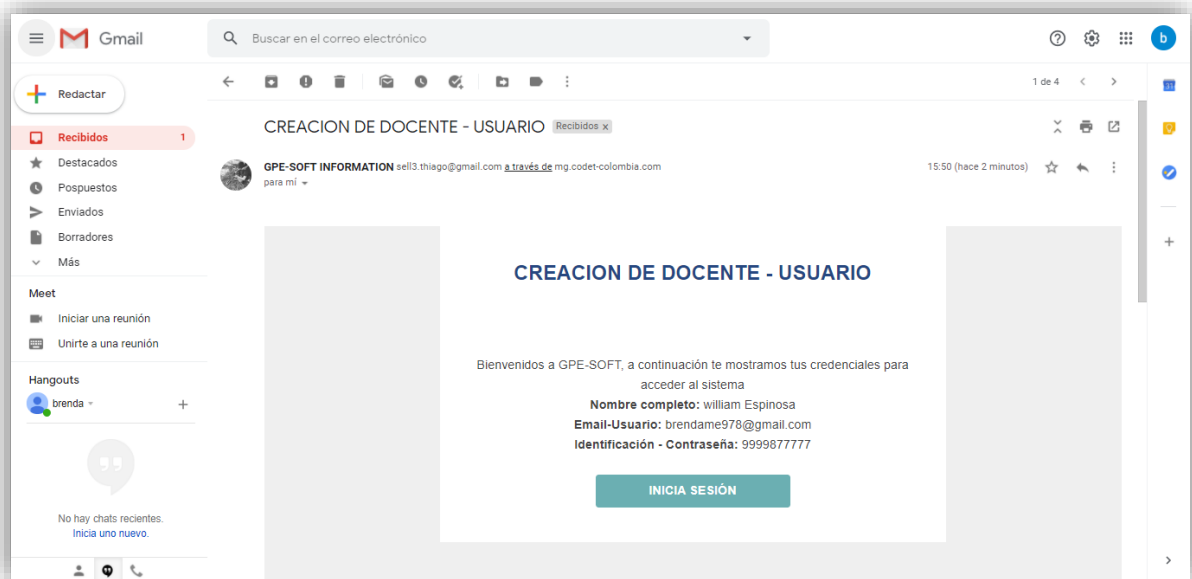 Gmail
Buscar en el correo electrónico
b
Redactar
1 de 4
Recibidos 1
Destacados
Pospuestos
Enviados
Borradores
Más
CREACION DE DOCENTE - USUARIO Recibidos x
GPE-SOFT INFORMATION sell3.thiago@gmail.com a través de mg.codet-colombia.com
15:50 (hace 2 minutos)
para mí
Meet
Iniciar una reunión
Unirte a una reunión
Hangouts
brenda
No hay chats recientes.
Inicia uno nuevo.
CREACION DE DOCENTE - USUARIO
Bienvenidos a GPE-SOFT, a continuación te mostramos tus credenciales para
acceder al sistema
Nombre completo: william Espinosa
Email-Usuario: brendame978@gmail.com
Identificación - Contraseña: 9999877777
INICIA SESIÓN